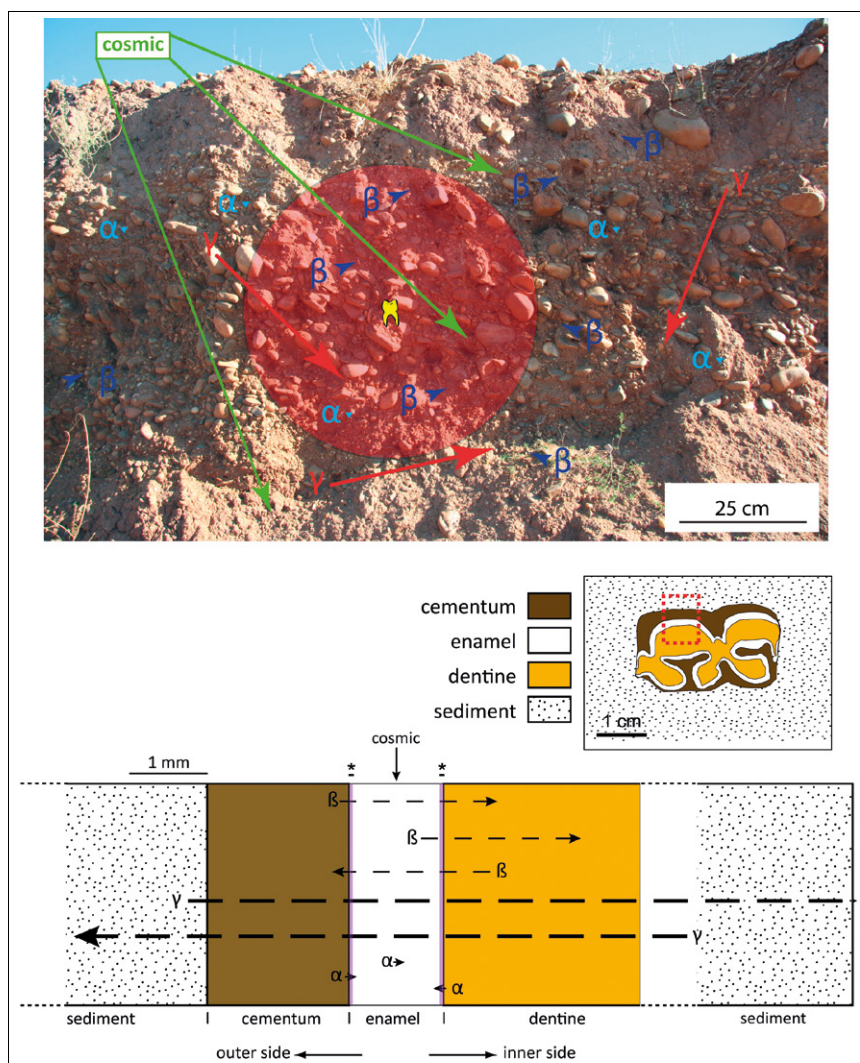 cosmic
β
β
α
β
γ
α
α
γ
β
β
α
β
α
β
γ
β
25 cm
cementum
enamel
dentine
sediment
1 cm
cosmic
1 mm
*
*
ß
ß
ß
γ
γ
α
α
α
sediment
cementum
enamel
dentine
sediment
outer side
inner side